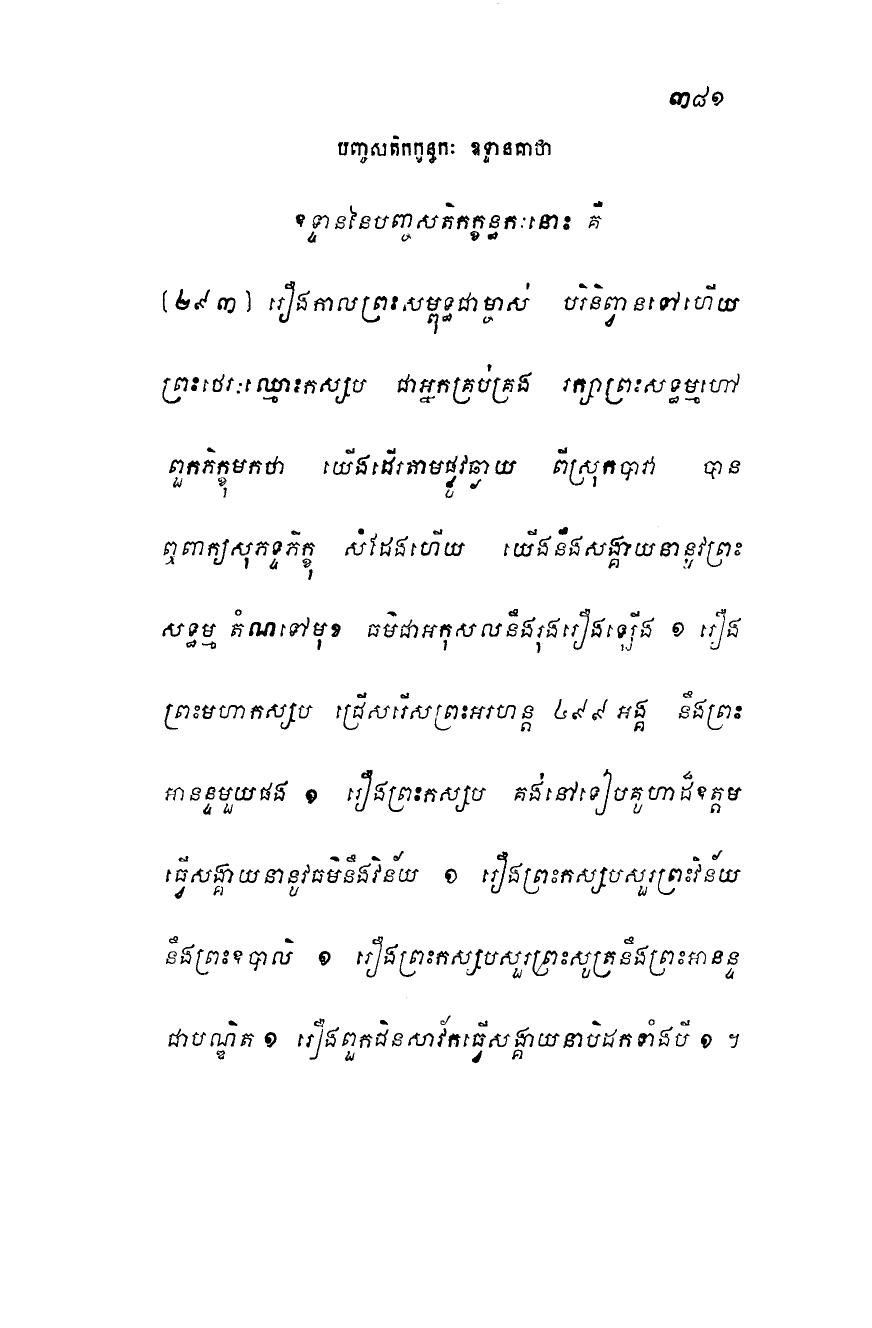 ៣៨១
បញ្ចសតិកក្ខន្ធកៈ ឧទ្ទានគាថា
ឧទ្ទាននៃបញ្ចសតិកក្ខន្ធកៈនោះ គឺ
(២៩៣) រឿងកាលព្រះសម្ពុទ្ធជាម្ចាស់ បរិនិព្វានទៅហើយ
ព្រះថេរៈឈ្មោះកស្សប ជាអ្នកគ្រប់គ្រង រក្សាព្រះសទ្ធម្មហៅ
ពួកភិក្ខុមកថា យើងដើរតាមផ្លូវឆ្ងាយ ពីស្រុកបាវា បាន
ឮពាក្យសុភទ្ទភិក្ខុ សំដែងហើយ យើងនឹងសង្គាយនានូវព្រះ
សទ្ធម្ម តំណទៅមុខ ធម៌ជាអកុសលនឹងរុងរឿងឡើង ១ រឿង
ព្រះមហាកស្សប ជ្រើសរើសព្រះអរហន្ត ៤៩៩ អង្គ នឹងព្រះ
អានន្ទមួយផង ១ រឿងព្រះកស្សប គង់នៅទៀបគូហាដ៏ឧត្តម
ធ្វើសង្គាយនានូវធម៌នឹងវិន័យ ១ រឿងព្រះកស្សបសួរព្រះវិន័យ
នឹងព្រះឧបាលិ ១ រឿងព្រះកស្សបសួរព្រះសូត្រនឹងព្រះអានន្ទ
ជាបណ្ឌិត ១ រឿងពួកជិនសាវ័កធ្វើសង្គាយនាបិដកទាំងបី ១ ។